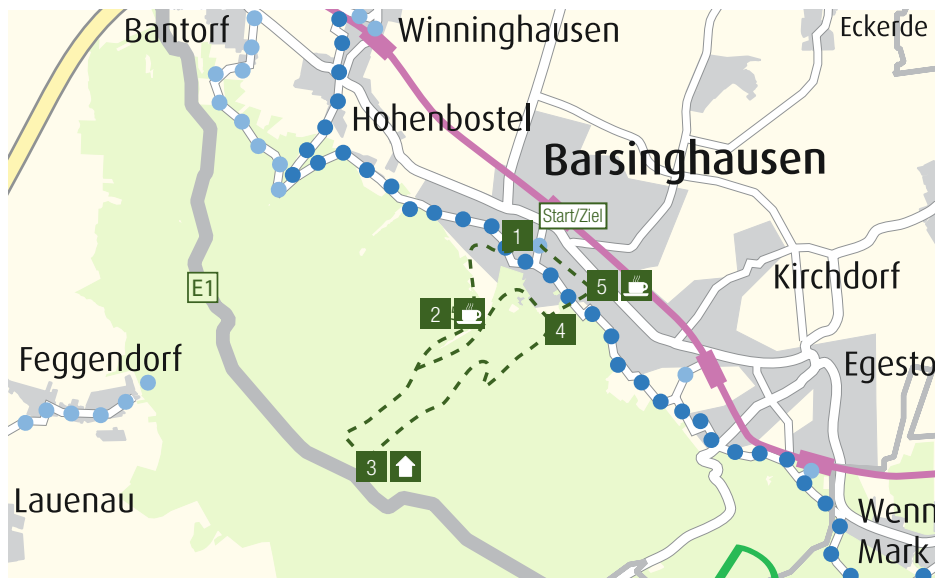 Bantorf
Winninghausen
Eckerde
Hohenbostel
Barsinghausen
Start/Ziel
1
E1
Kirchdorf
5
2
4
Feggendorf
Egesto
3
Lauenau
Wenn
Mark